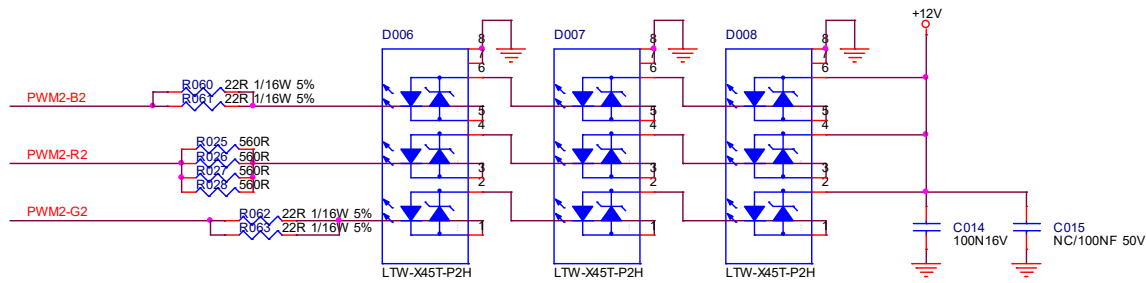 +12V
D006
D007
D008
8
7
6
8
7
6
8
7
6
R060 22R 1/16W 5%
PWM2-B2
R061 22R 1/16W 5%
5
4
5
4
5
4
R025 560R
PWM2-R2
R026 560R
R027 560R
R028 560R
3
2
3
2
3
2
PWM2-G2
R062 22R 1/16W 5%
R063 22R 1/16W 5%
1
1
1
C014
100N16V
C015
NC/100NF 50V
LTW-X45T-P2H
LTW-X45T-P2H
LTW-X45T-P2H